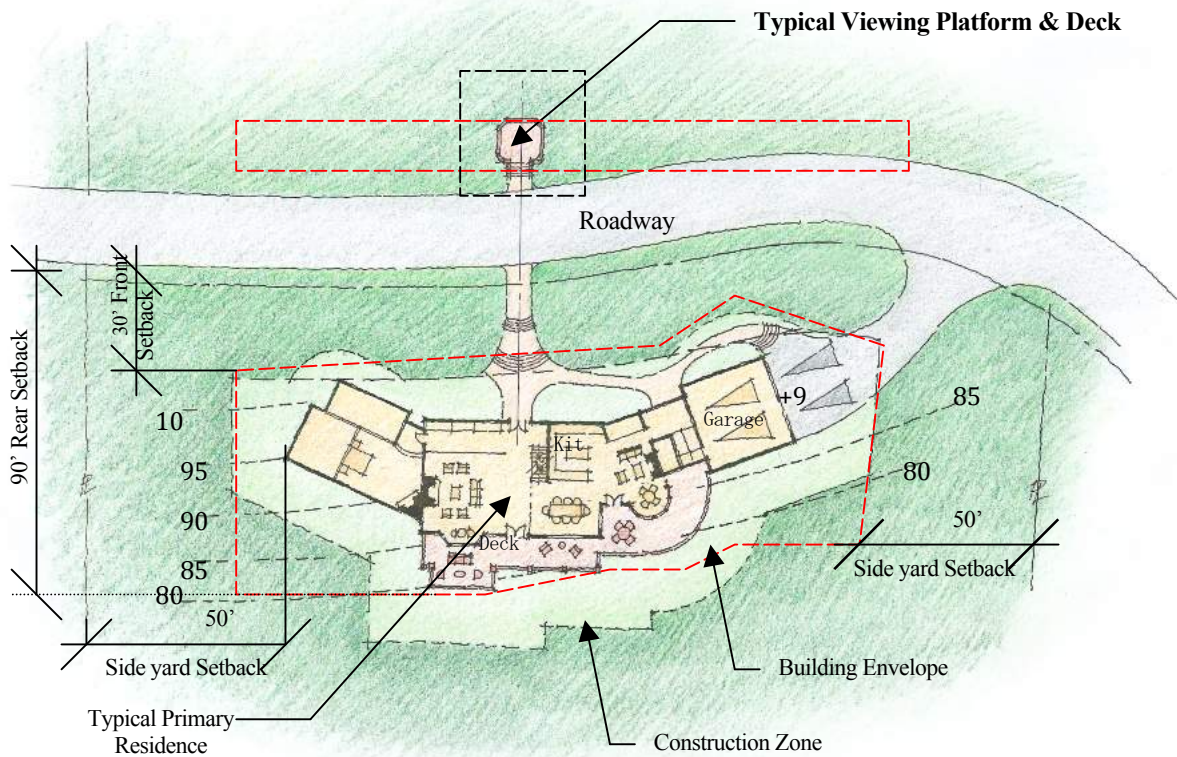 Typical Viewing Platform & Deck
Roadway
30’ Front
Setback
90’ Rear Setback
10
95
90
85
80
50’
Side yard Setback
Kit
Garage
+9
Deck
85
80
50’
Side yard Setback
Building Envelope
Construction Zone
Typical Primary
Residence